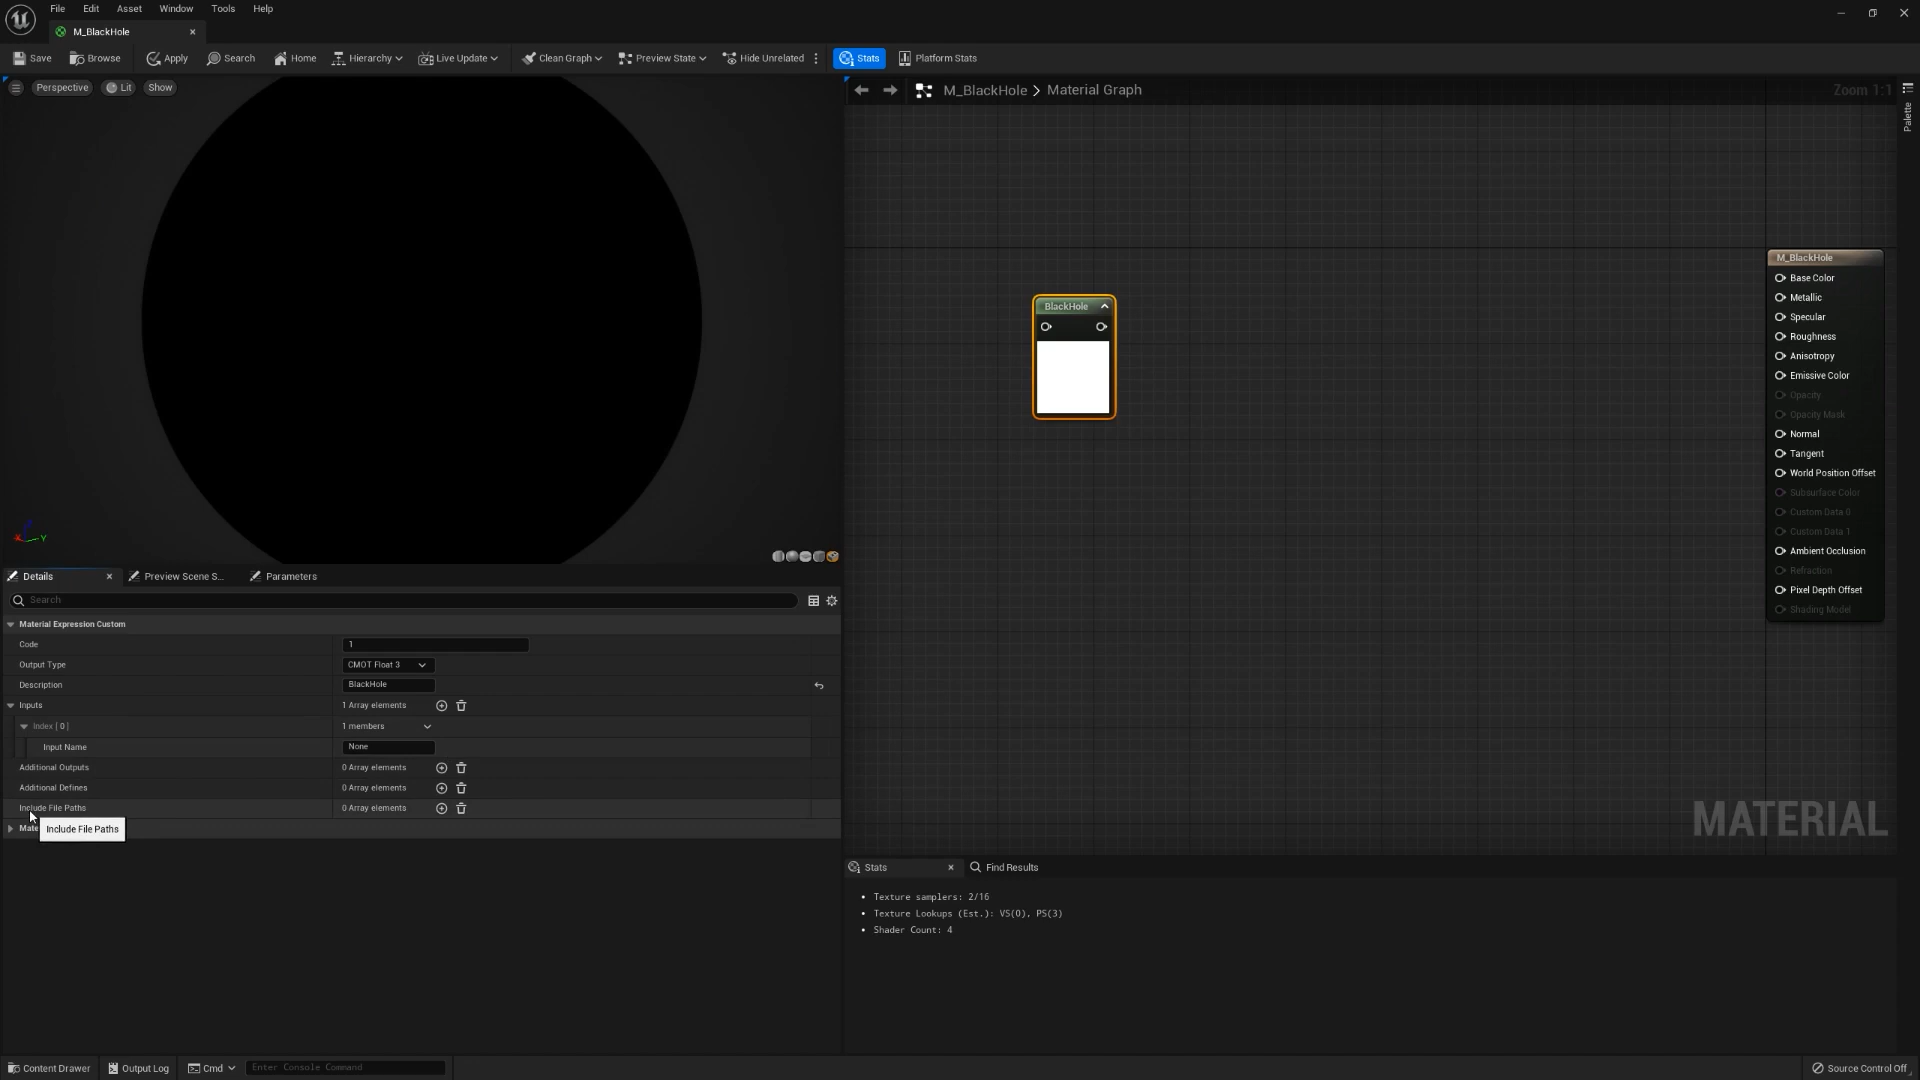 File Edit Asset Window Tools Help
M_BlackHole
Save Browse Apply Search Home Hierarchy Live Update Clean Graph Preview State Hide Unrelated Stats Platform Stats
Perspective Lit Show
M_BlackHole > Material Graph
Zoom 1:1
Palette
BlackHole
M_BlackHole
Base Color
Metallic
Specular
Roughness
Anisotropy
Emissive Color
Opacity
Opacity Mask
Normal
Tangent
World Position Offset
Subsurface Color
Custom Data 0
Custom Data 1
Ambient Occlusion
Refraction
Pixel Depth Offset
Shading Model
MATERIAL
X Y
Details Preview Scene S... Parameters
Search
Material Expression Custom
Code 1
Output Type CMOT Float 3
Description BlackHole
Inputs 1 Array elements
Index [ 0 ] 1 members
Input Name None
Additional Outputs 0 Array elements
Additional Defines 0 Array elements
Include File Paths 0 Array elements
Mate
Include File Paths
Stats Find Results
• Texture samplers: 2/16
• Texture Lookups (Est.): VS(0), PS(3)
• Shader Count: 4
Content Drawer Output Log Cmd Enter Console Command
Source Control Off